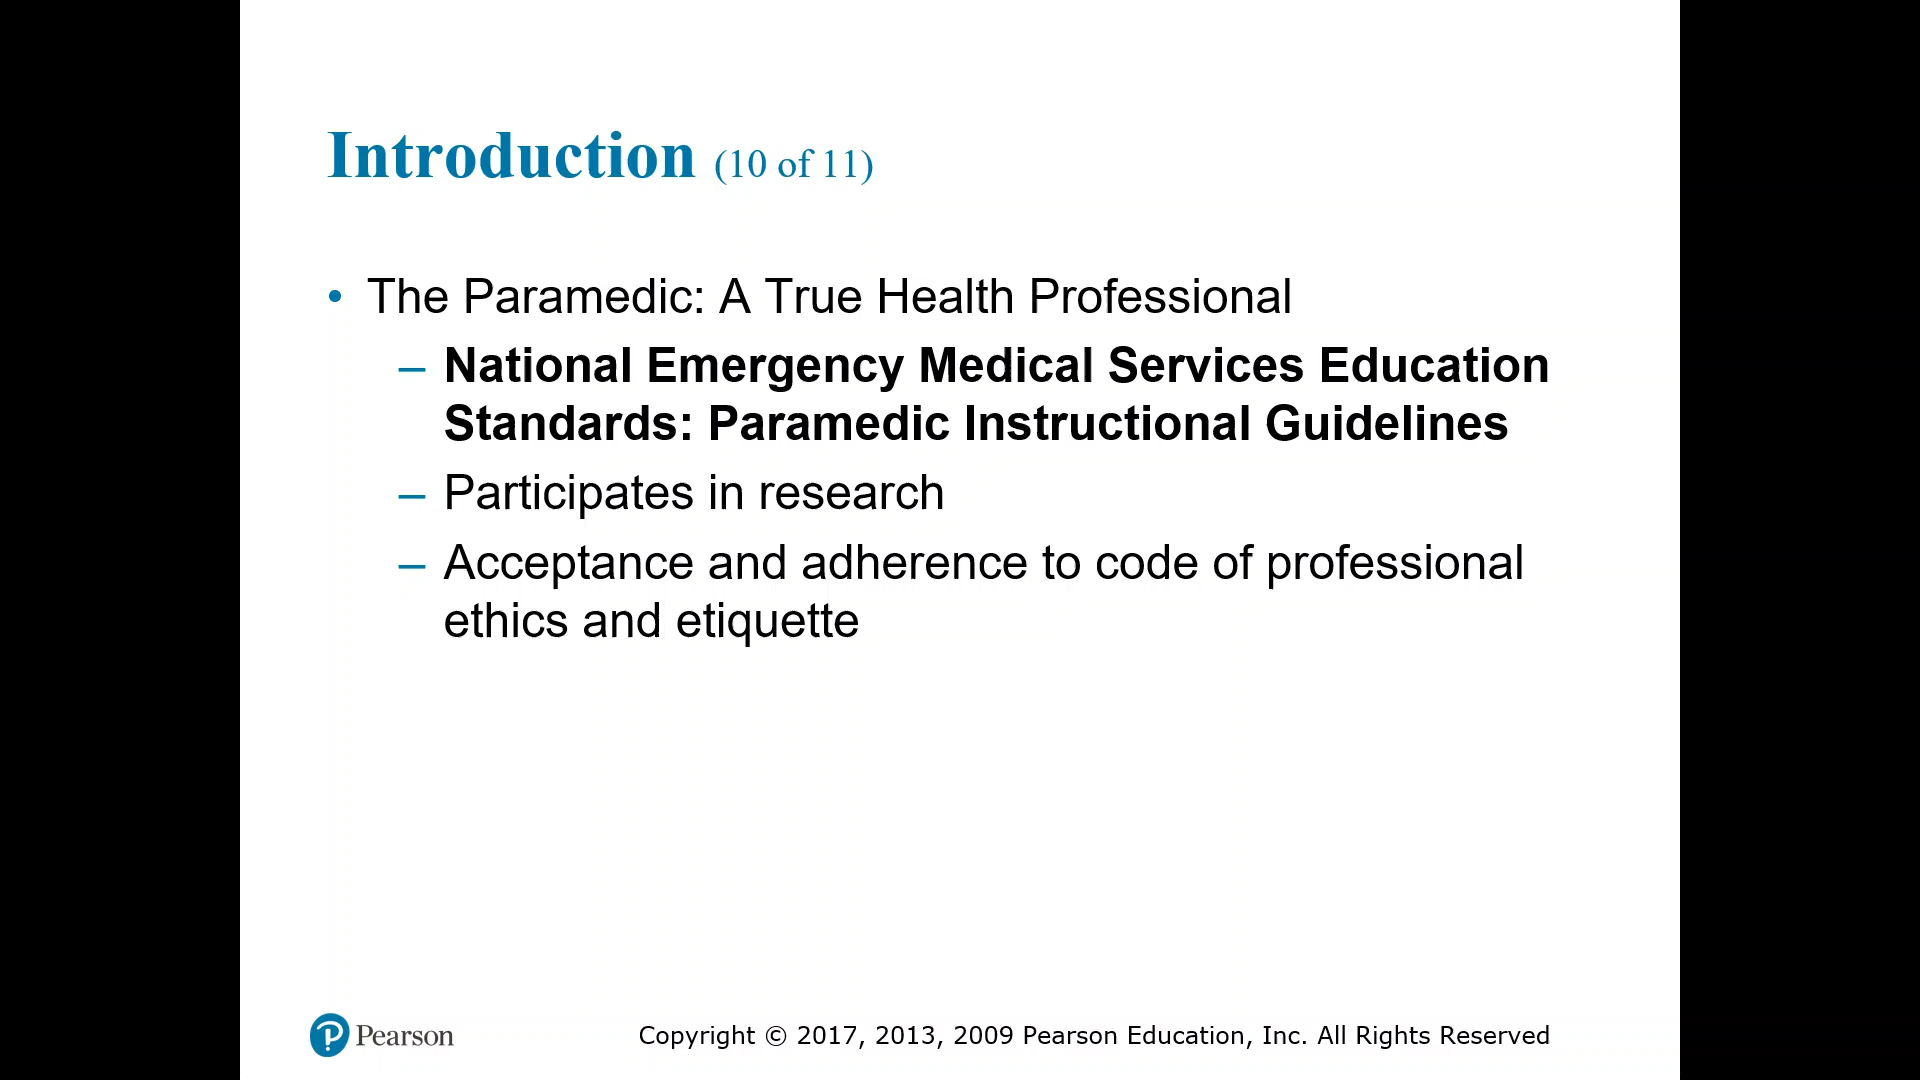 Introduction (10 of 11)
• The Paramedic: A True Health Professional
– National Emergency Medical Services Education
Standards: Paramedic Instructional Guidelines
– Participates in research
– Acceptance and adherence to code of professional
ethics and etiquette
Pearson
Copyright © 2017, 2013, 2009 Pearson Education, Inc. All Rights Reserved